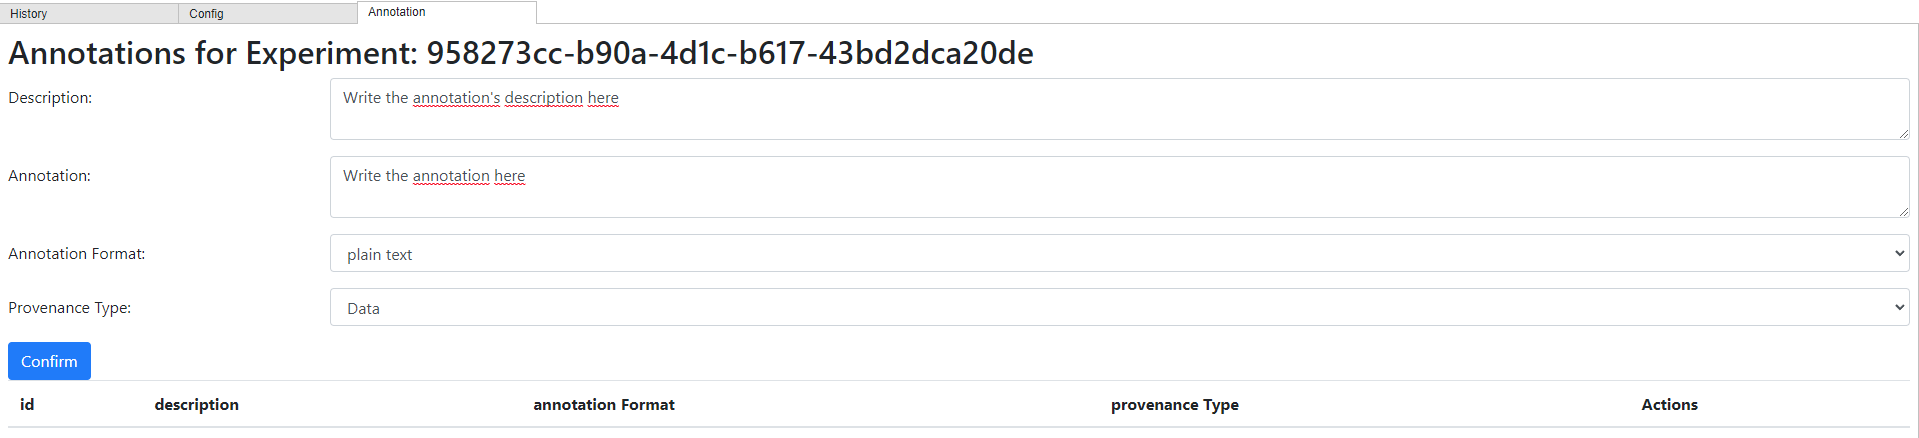 History Config Annotation
Annotations for Experiment: 958273cc-b90a-4d1c-b617-43bd2dca20de
Description: Write the annotation's description here
Annotation: Write the annotation here
Annotation Format: plain text
Provenance Type: Data
Confirm
id description annotation Format provenance Type Actions